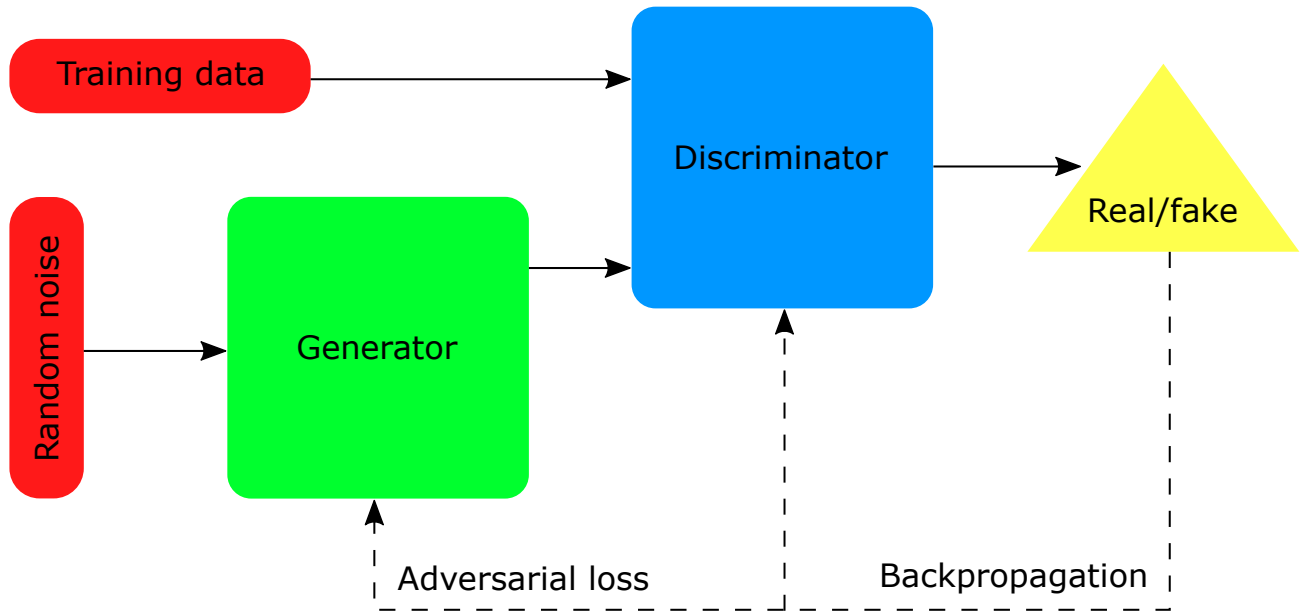 Training data
Discriminator
Real/fake
Random noise
Generator
Adversarial loss
Backpropagation